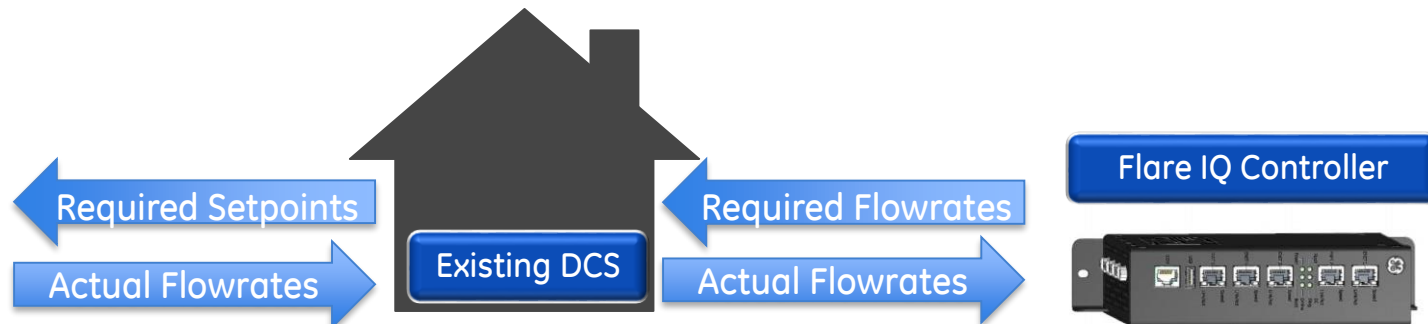 Flare IQ Controller
Required Setpoints
Required Flowrates
Existing DCS
Actual Flowrates
Actual Flowrates